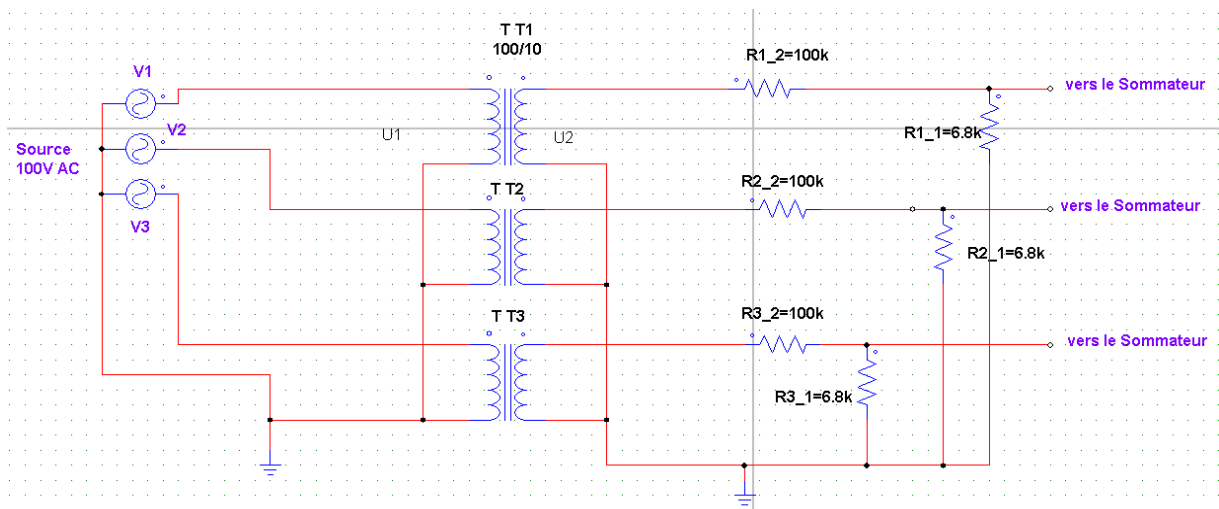 T T1
100/10
R1_2=100k
V1
vers le Sommateur
V2
U1
U2
R1_1=6.8k
Source
100V AC
T T2
R2_2=100k
vers le Sommateur
V3
R2_1=6.8k
T T3
R3_2=100k
vers le Sommateur
R3_1=6.8k